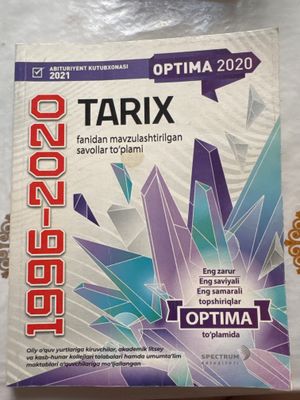 ABITURIYENT KUTUBXONASI
2021
OPTIMA 2020
1996-2020
TARIX
fanidan mavzulashtirilgan
savollar to'plami
Eng zarur
Eng saviyali
Eng samarali
topshiriqlar
OPTIMA
to'plamida
Oliy o'quv yurtlariga kiruvchilar, akademik litsey
va kasb-hunar kollejlari talabalari hamda umumta'lim
maktablari o'quvchilariga mo'ljallangan
SPECTRUM